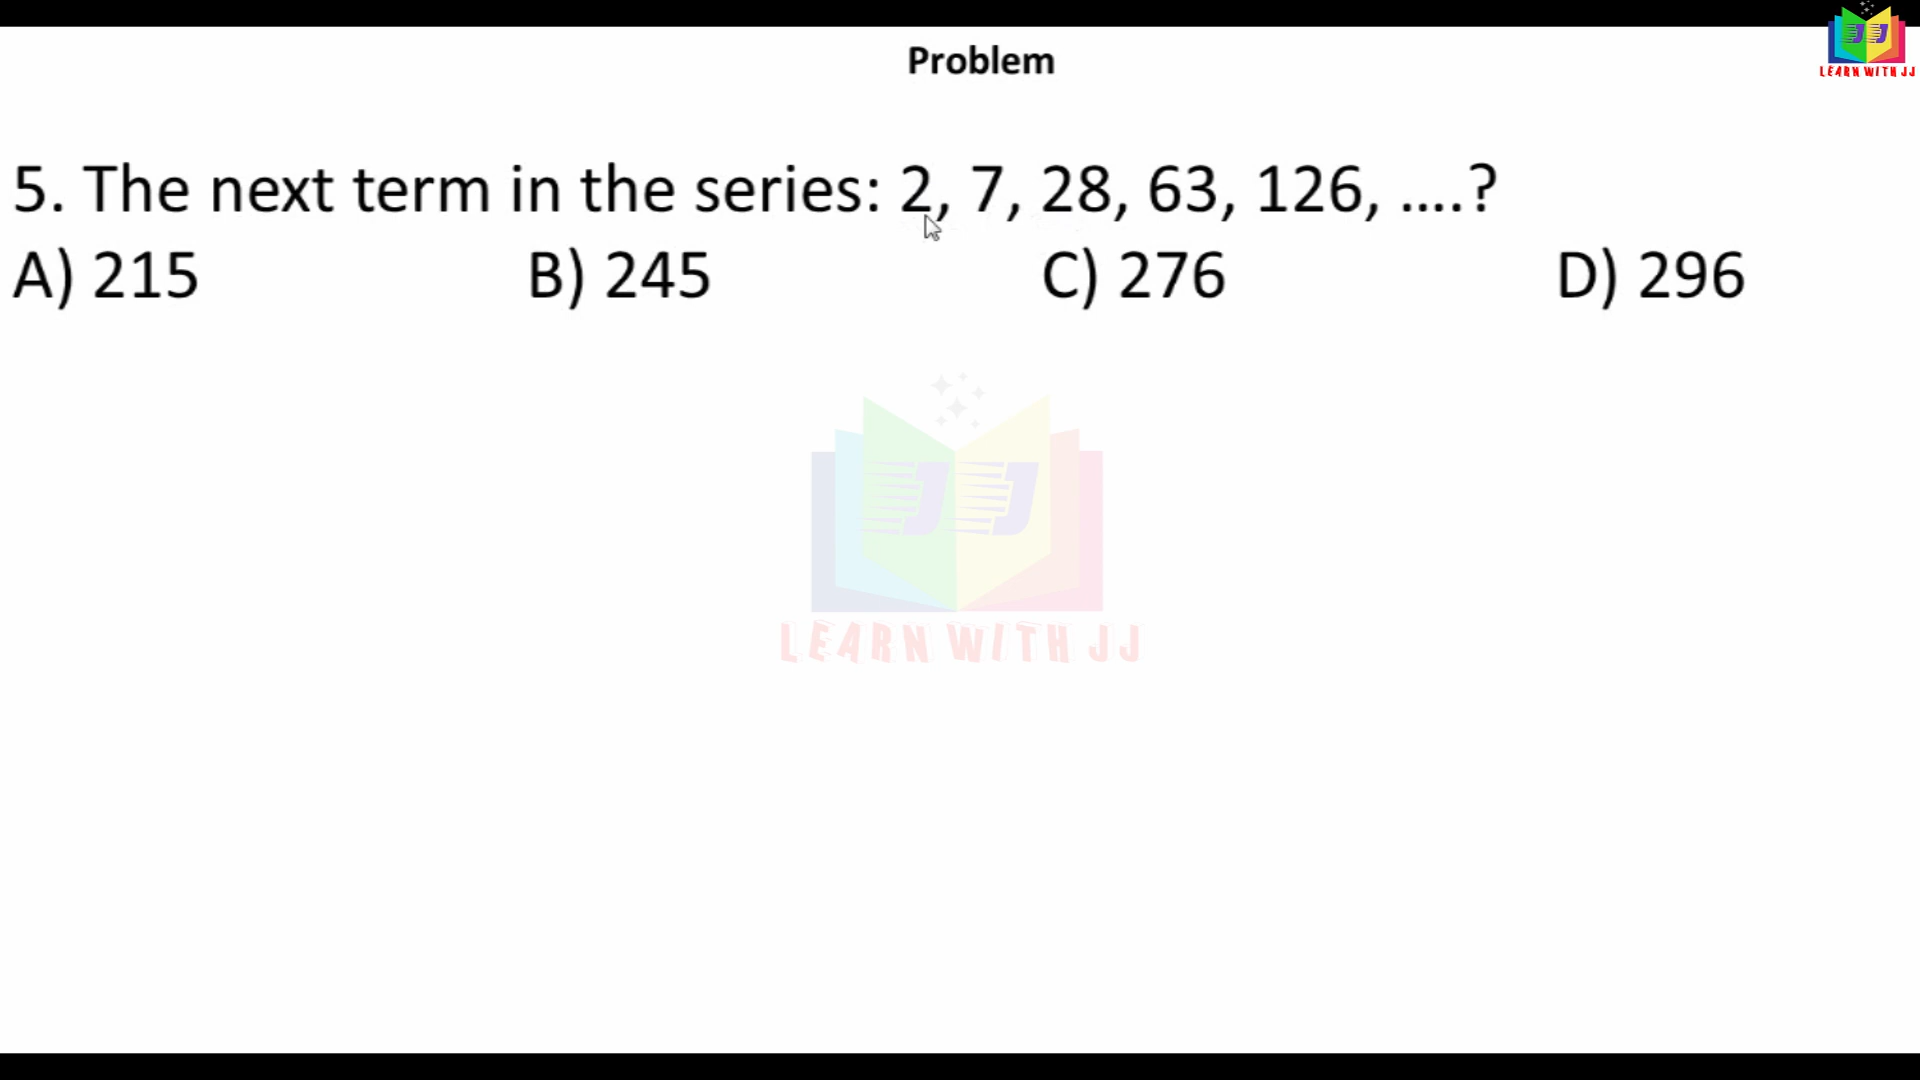 Problem
LEARN WITH JJ
5. The next term in the series: 2, 7, 28, 63, 126, ....?
A) 215 B) 245 C) 276 D) 296
JJ
LEARN WITH JJ